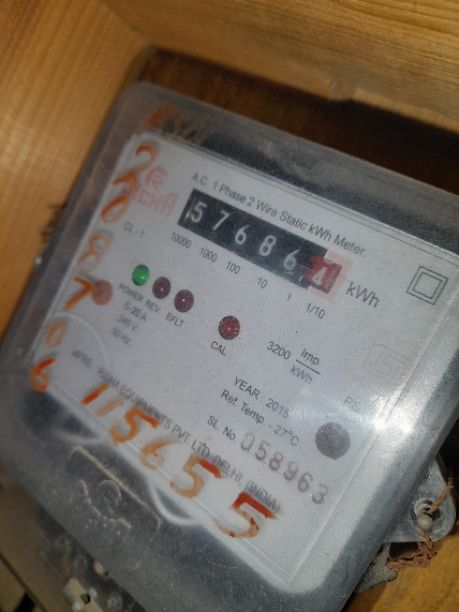 A.C. 1 Phase 2 Wire Static kWh Meter
576864 kWh
CL-1 10000 1000 100 10 1 1/10
POWER REV. EFLT
CAL
5-20 A
240 V
50 Hz.
3200 Imp
kWh
YEAR : 2015
Ref. Temp - 27°C
PS
SL. No. 058963
EQUIPMENTS PVT. LTD. DELHI. (INDIA)
208706
115655